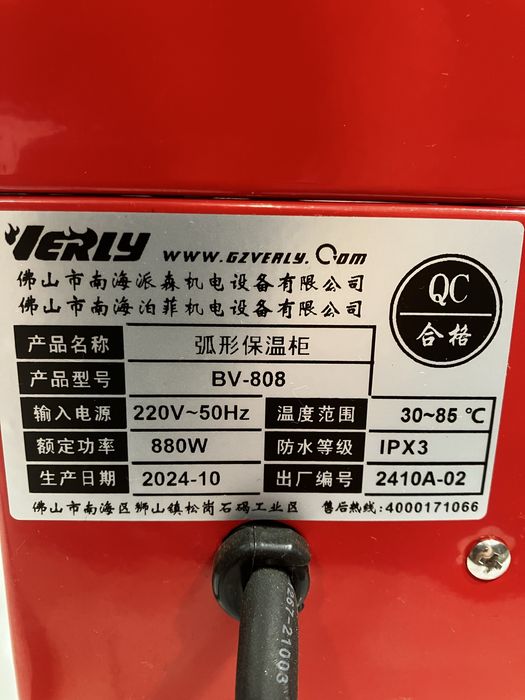 VERLY WWW.GZVERLY.Com
佛山市南海派森机电设备有限公司
佛山市南海泊菲机电设备有限公司
QC
合格
产品名称 弧形保温柜
产品型号 BV-808
输入电源 220V~50Hz 温度范围 30~85 ℃
额定功率 880W 防水等级 IPX3
生产日期 2024-10 出厂编号 2410A-02
佛山市南海区狮山镇松岗石碣工业区 售后热线:4000171066
267-21003